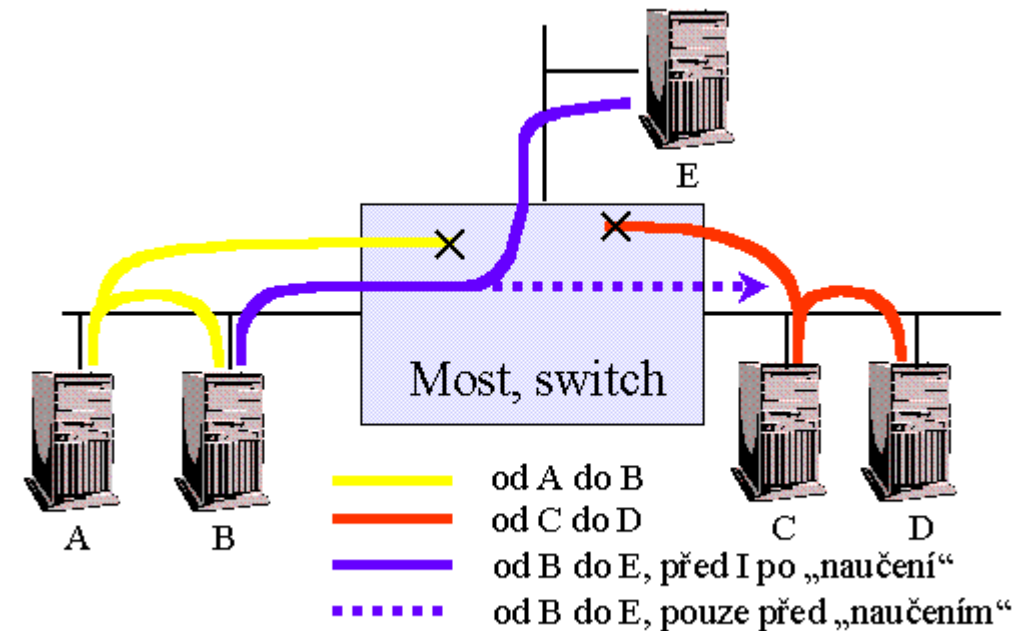 E
Most, switch
A
B
C
D
od A do B
od C do D
od B do E, před I po „naučení“
od B do E, pouze před „naučením“